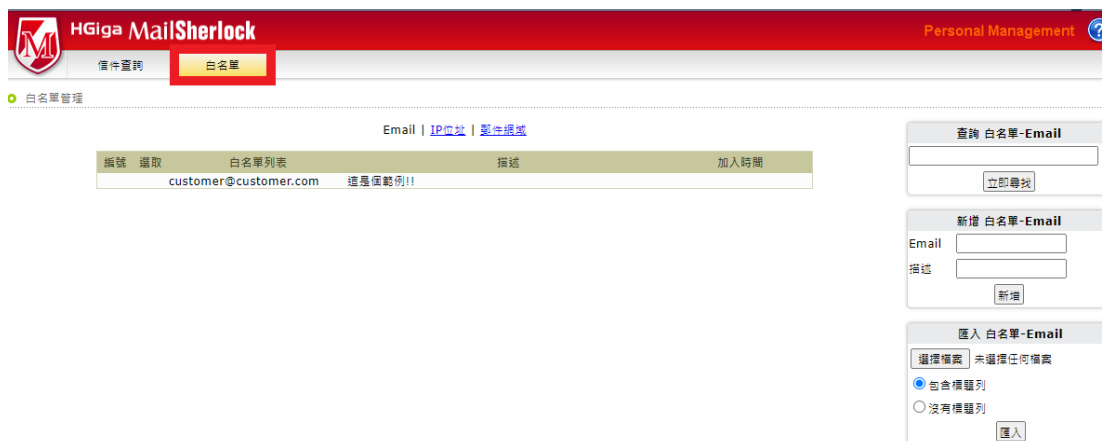 HGiga MailSherlock
Personal Management ?
信件查詢 白名單
白名單管理
Email | IP位址 | 郵件網域
編號 選取 白名單列表 描述 加入時間
customer@customer.com 這是個範例!!
查詢 白名單-Email
立即尋找
新增 白名單-Email
Email
描述
新增
匯入 白名單-Email
選擇檔案 未選擇任何檔案
包含標題列
沒有標題列
匯入